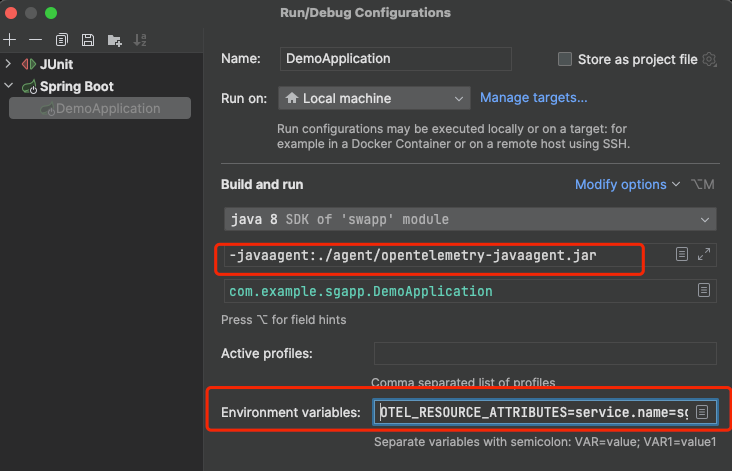 Run/Debug Configurations
Name:
DemoApplication
Store as project file
JUnit
Spring Boot
DemoApplication
Run on:
Local machine
Manage targets...
Run configurations may be executed locally or on a target: for
example in a Docker Container or on a remote host using SSH.
Build and run
Modify options
⌥M
java 8 SDK of 'swapp' module
-javaagent:./agent/opentelemetry-javaagent.jar
com.example.sgapp.DemoApplication
Press ⌥ for field hints
Active profiles:
Comma separated list of profiles
Environment variables:
OTEL_RESOURCE_ATTRIBUTES=service.name=sg
Separate variables with semicolon: VAR=value; VAR1=value1